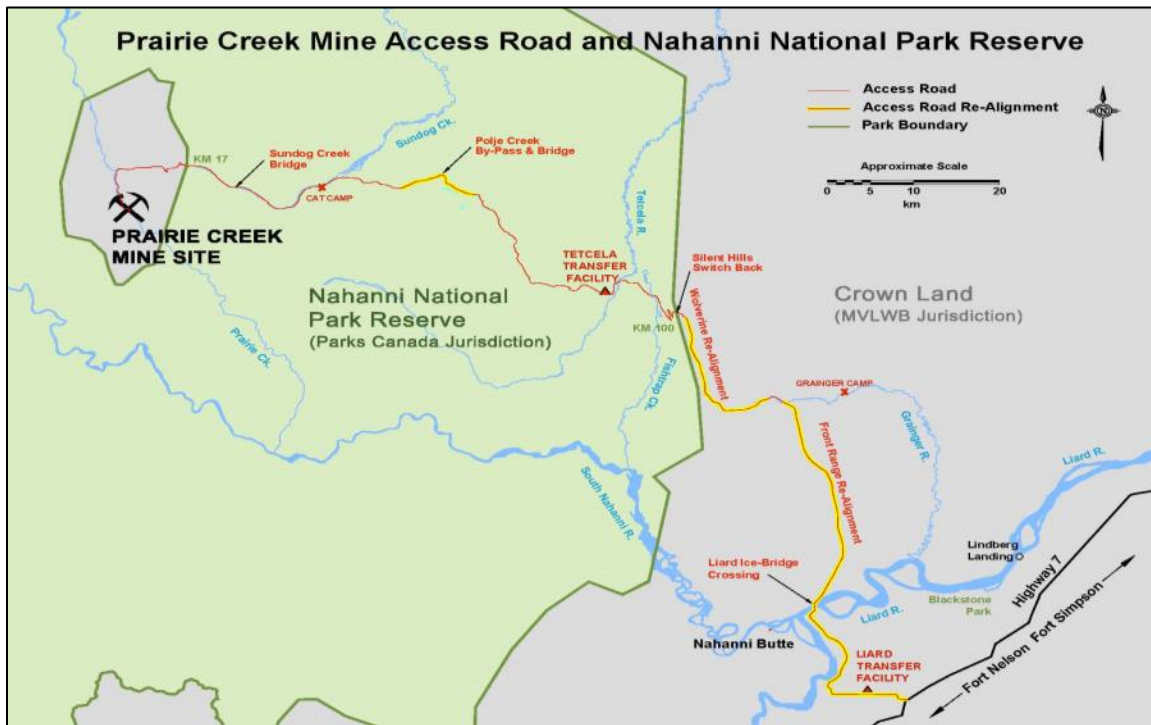 Prairie Creek Mine Access Road and Nahanni National Park Reserve
Access Road
Access Road Re-Alignment
Park Boundary
N
Approximate Scale
0 5 10 20
km
KM 17
Sundog Creek
Bridge
Sundog Ck.
CAT CAMP
Polje Creek
By-Pass & Bridge
PRAIRIE CREEK
MINE SITE
Tetcela R.
TETCELA
TRANSFER
FACILITY
Silent Hills
Switch Back
Nahanni National
Park Reserve
(Parks Canada Jurisdiction)
KM 100
Wolverine Re-Alignment
Crown Land
(MVLWB Jurisdiction)
Prairie Ck.
Fishtrap Ck.
GRAINGER CAMP
Grainger R.
Front Range Re-Alignment
South Nahanni R.
Liard R.
Lindberg
Landing
Highway 7
Liard Ice-Bridge
Crossing
Blackstone
Park
Liard R.
Nahanni Butte
LIARD
TRANSFER
FACILITY
Fort Nelson Fort Simpson